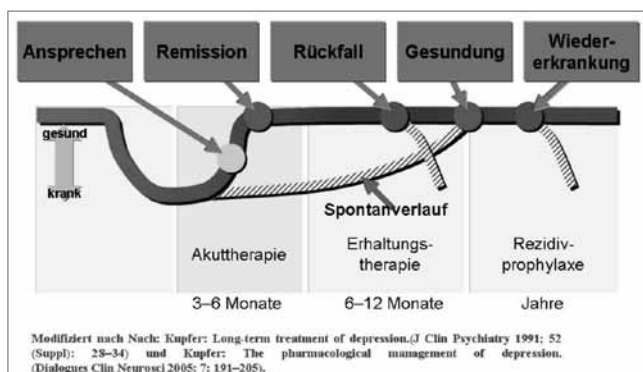 Ansprechen
Remission
Rückfall
Gesundung
Wieder-
erkrankung
gesund
krank
Spontanverlauf
Akuttherapie
Erhaltungs-
therapie
Rezidiv-
prophylaxe
3–6 Monate
6–12 Monate
Jahre
Modifiziert nach Nach: Kupfer: Long-term treatment of depression.(J Clin Psychiatry 1991; 52
(Suppl): 28–34) und Kupfer: The pharmacological management of depression.
(Dialogues Clin Neurosci 2005; 7: 191–205).